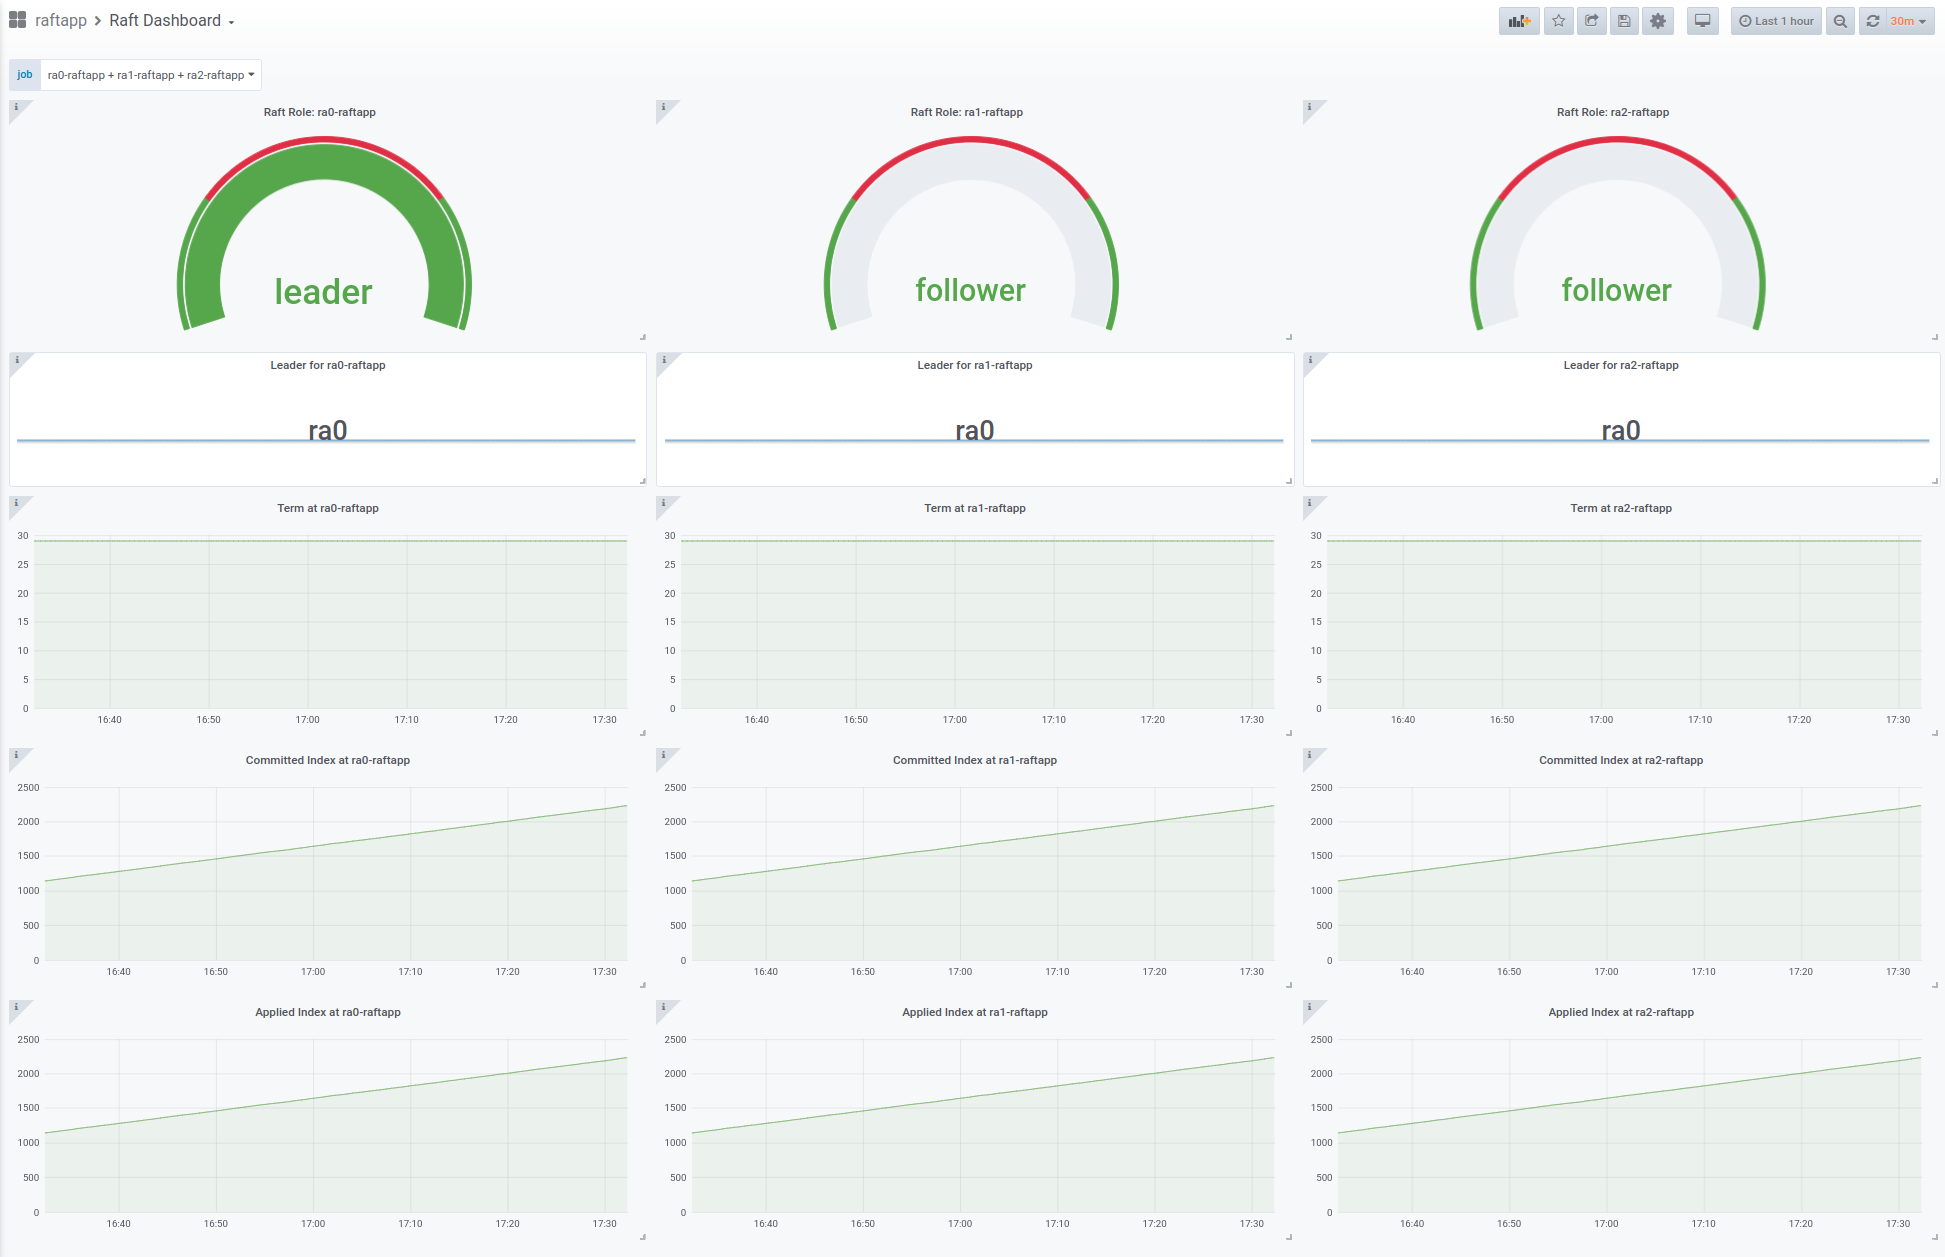 raftapp > Raft Dashboard
Last 1 hour 30m
job ra0-raftapp + ra1-raftapp + ra2-raftapp
Raft Role: ra0-raftapp Raft Role: ra1-raftapp Raft Role: ra2-raftapp
leader follower follower
Leader for ra0-raftapp Leader for ra1-raftapp Leader for ra2-raftapp
ra0 ra0 ra0
Term at ra0-raftapp Term at ra1-raftapp Term at ra2-raftapp
30 30 30
25 25 25
20 20 20
15 15 15
10 10 10
5 5 5
0 0 0
16:40 16:50 17:00 17:10 17:20 17:30 16:40 16:50 17:00 17:10 17:20 17:30 16:40 16:50 17:00 17:10 17:20 17:30
Committed Index at ra0-raftapp Committed Index at ra1-raftapp Committed Index at ra2-raftapp
2500 2500 2500
2000 2000 2000
1500 1500 1500
1000 1000 1000
500 500 500
0 0 0
16:40 16:50 17:00 17:10 17:20 17:30 16:40 16:50 17:00 17:10 17:20 17:30 16:40 16:50 17:00 17:10 17:20 17:30
Applied Index at ra0-raftapp Applied Index at ra1-raftapp Applied Index at ra2-raftapp
2500 2500 2500
2000 2000 2000
1500 1500 1500
1000 1000 1000
500 500 500
0 0 0
16:40 16:50 17:00 17:10 17:20 17:30 16:40 16:50 17:00 17:10 17:20 17:30 16:40 16:50 17:00 17:10 17:20 17:30